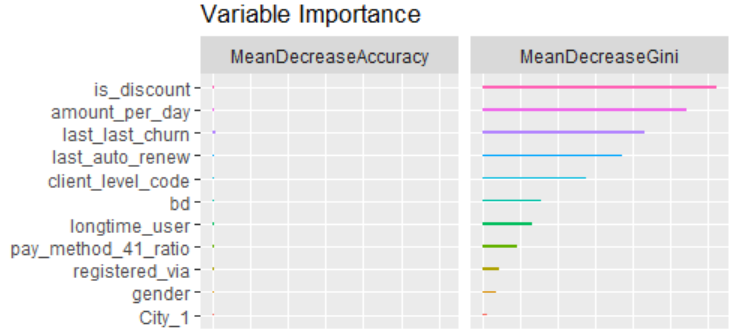 Variable Importance
MeanDecreaseAccuracy
MeanDecreaseGini
is_discount
amount_per_day
last_last_churn
last_auto_renew
client_level_code
bd
longtime_user
pay_method_41_ratio
registered_via
gender
City_1